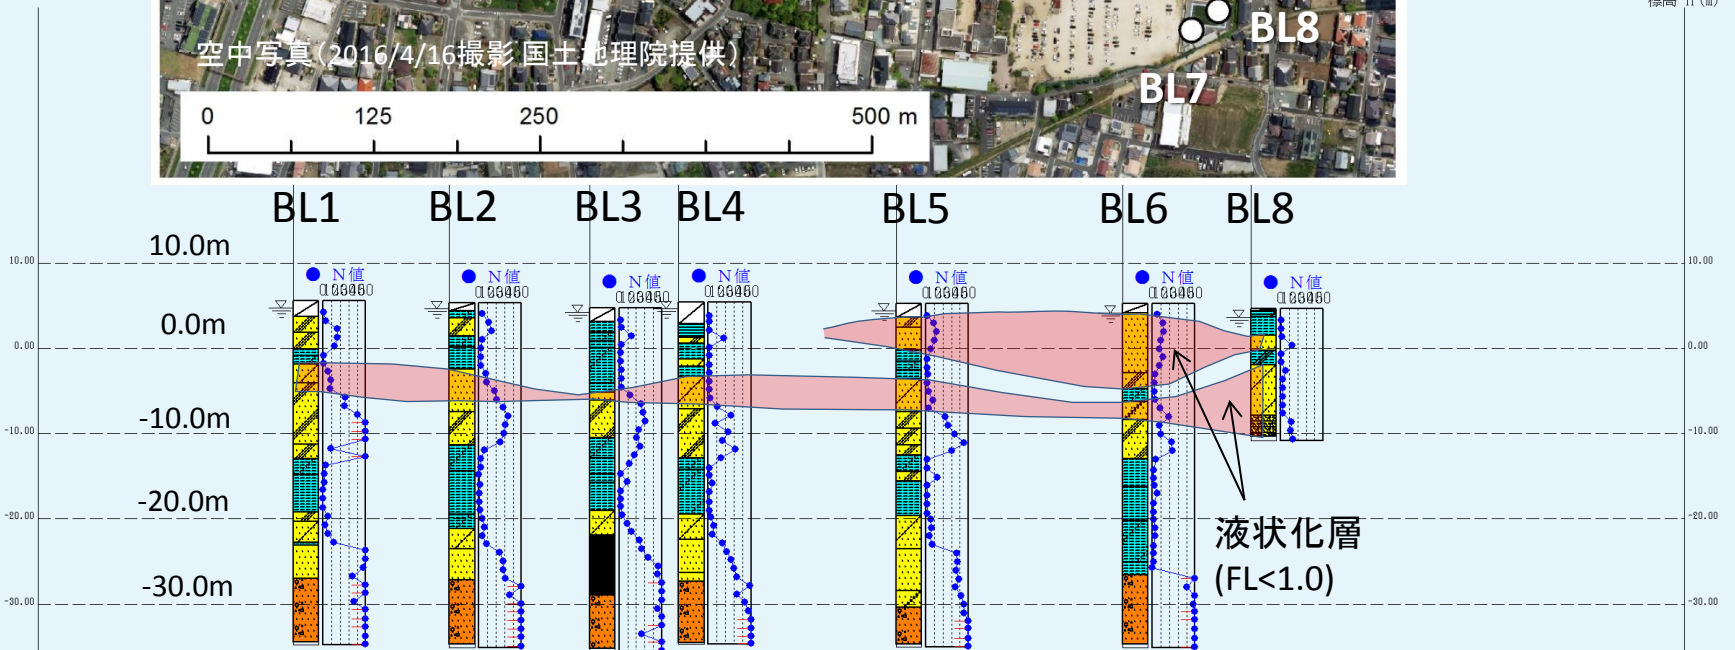 標高 H(m)
BL8
空中写真(2016/4/16撮影 国土地理院提供)
BL7
0 125 250 500 m
BL1 BL2 BL3 BL4 BL5 BL6 BL8
10.0m
10.00 10.00
N値 N値 N値 N値 N値 N値 N値
0.0m
0.00 0.00
-10.0m
-10.00 -10.00
-20.0m
-20.00 -20.00
液状化層
(FL<1.0)
-30.0m
-30.00 -30.00